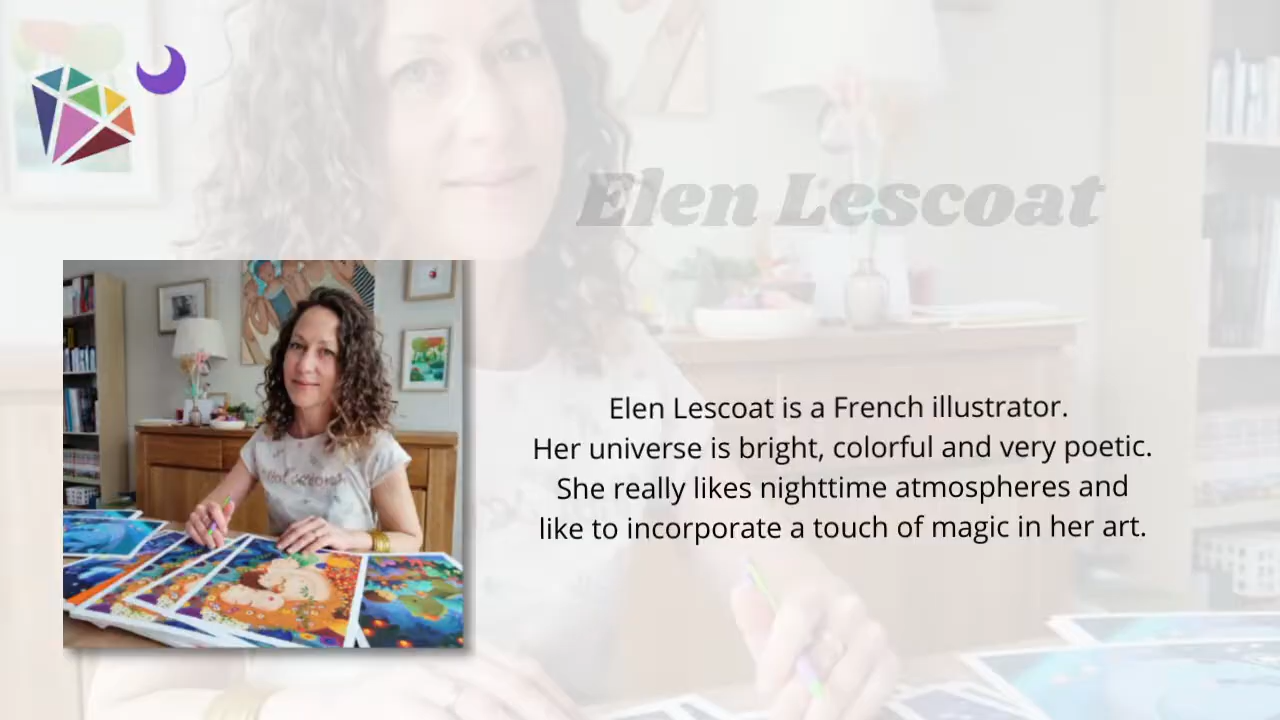 Elen Lescoat
Elen Lescoat is a French illustrator.
Her universe is bright, colorful and very poetic.
She really likes nighttime atmospheres and
like to incorporate a touch of magic in her art.